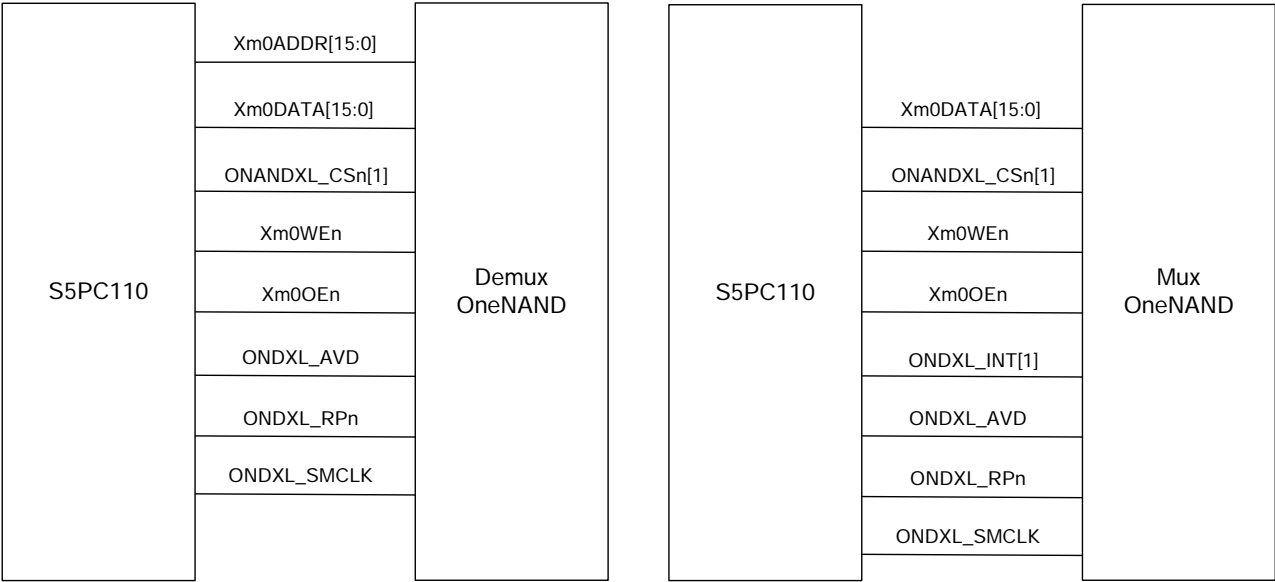 S5PC110
Xm0ADDR[15:0]
Xm0DATA[15:0]
ONANDXL_CSn[1]
Xm0WEn
Xm0OEn
ONDXL_AVD
ONDXL_RPn
ONDXL_SMCLK
Demux
OneNAND
S5PC110
Xm0DATA[15:0]
ONANDXL_CSn[1]
Xm0WEn
Xm0OEn
ONDXL_INT[1]
ONDXL_AVD
ONDXL_RPn
ONDXL_SMCLK
Mux
OneNAND